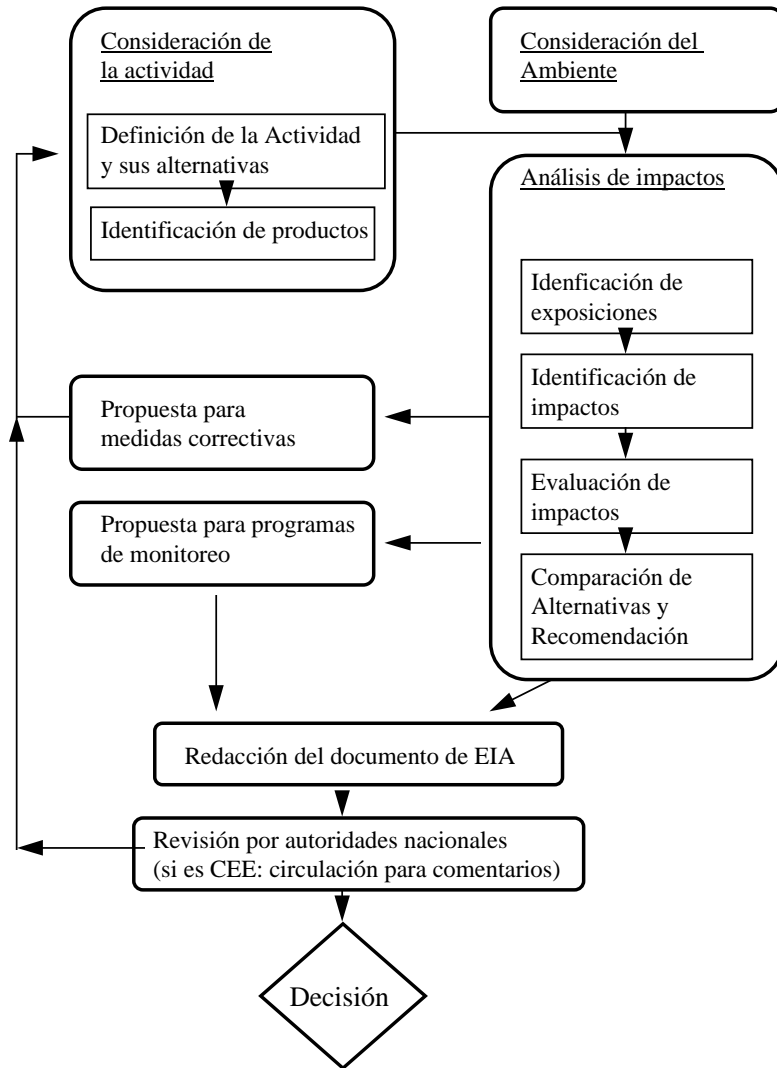 Consideración de
la actividad
Definición de la Actividad
y sus alternativas
Identificación de productos
Consideración del
Ambiente
Análisis de impactos
Idenficación de
exposiciones
Identificación de
impactos
Evaluación de
impactos
Comparación de
Alternativas y
Recomendación
Propuesta para
medidas correctivas
Propuesta para programas
de monitoreo
Redacción del documento de EIA
Revisión por autoridades nacionales
(si es CEE: circulación para comentarios)
Decisión